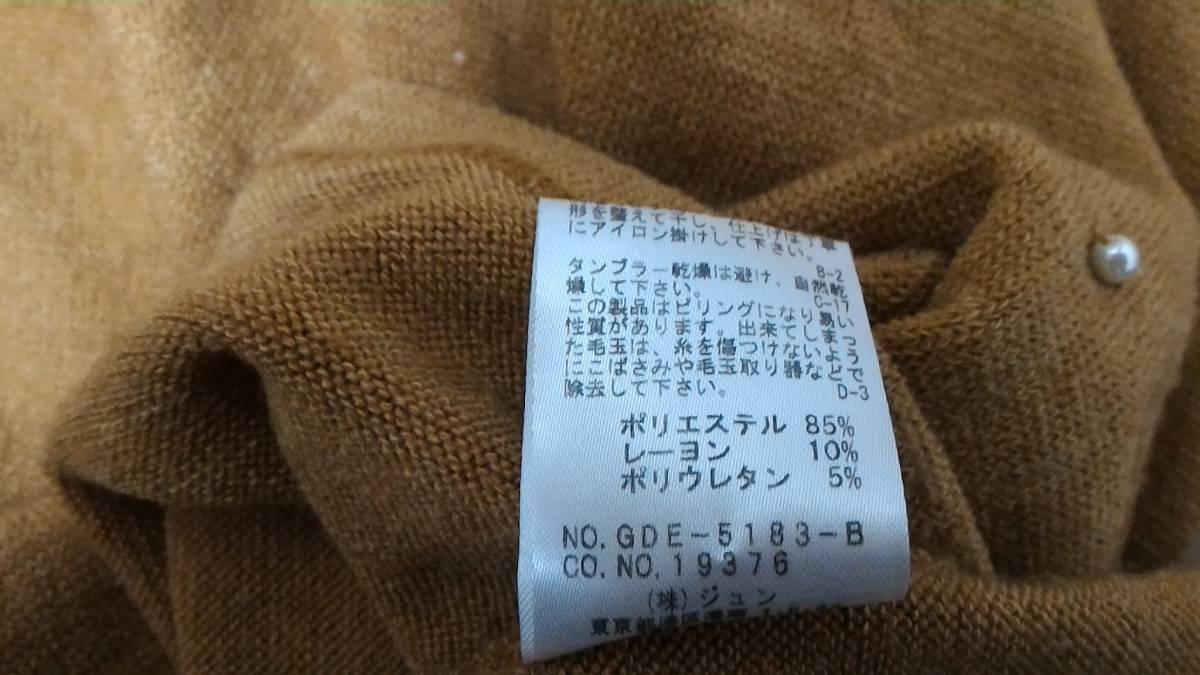 形を整えて干し、仕上げは
にアイロン掛けして下さい。
B-2
タンブラー乾燥は避け、自然乾
燥して下さい。
C-17
この製品はピリングになり易い
性質があります。出来てしまっ
た毛玉は、糸を傷つけないよう
にこばさみや毛玉取り器などで
除去して下さい。
D-3
ポリエステル 85%
レーヨン 10%
ポリウレタン 5%
NO.GDE-5183-B
CO.NO.19376
(株)ジュン
東京都港区